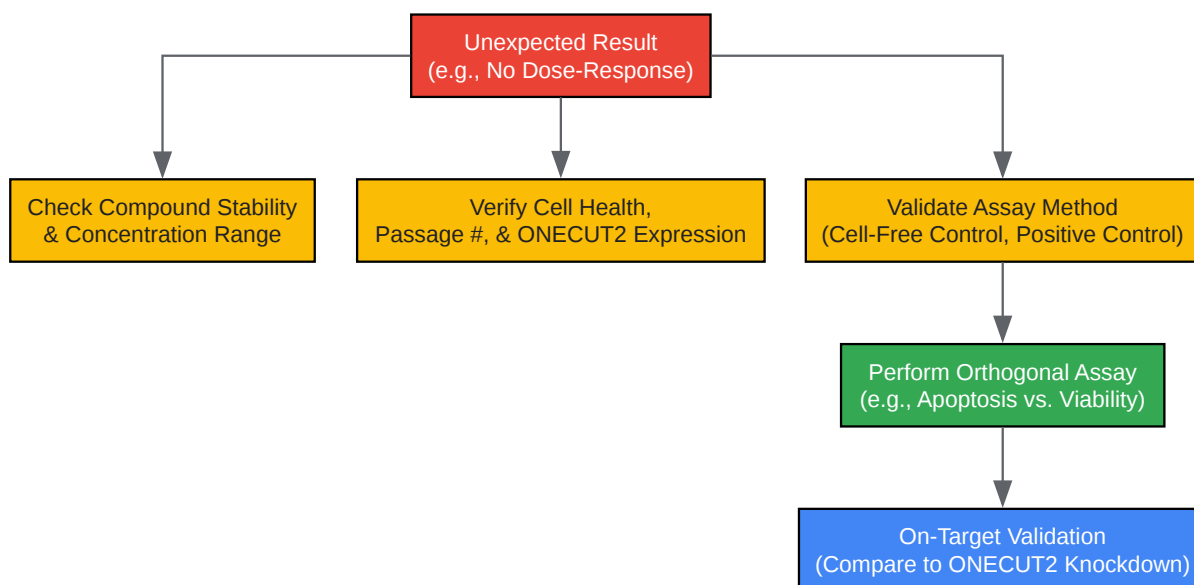 Unexpected Result
(e.g., No Dose-Response)
Check Compound Stability
& Concentration Range
Verify Cell Health,
Passage #, & ONECUT2 Expression
Validate Assay Method
(Cell-Free Control, Positive Control)
Perform Orthogonal Assay
(e.g., Apoptosis vs. Viability)
On-Target Validation
(Compare to ONECUT2 Knockdown)